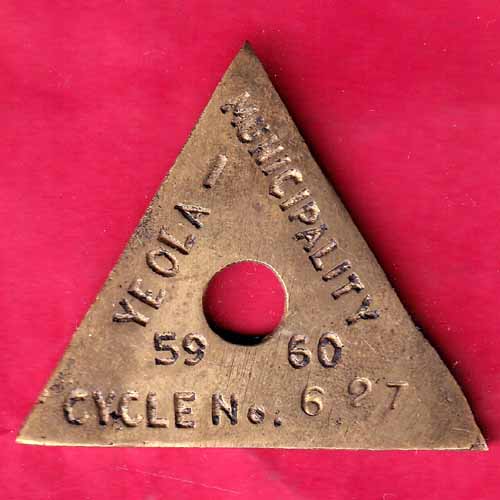 YEOLA -
MUNICIPALITY
59 60
CYCLE No. 627